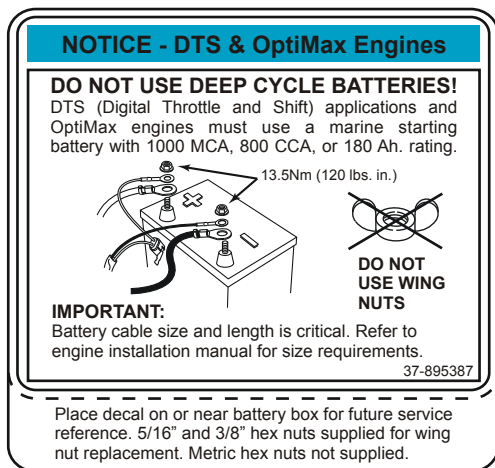 NOTICE - DTS & OptiMax Engines
DO NOT USE DEEP CYCLE BATTERIES!
DTS (Digital Throttle and Shift) applications and
OptiMax engines must use a marine starting
battery with 1000 MCA, 800 CCA, or 180 Ah. rating.
13.5Nm (120 lbs. in.)
DO NOT
USE WING
NUTS
IMPORTANT:
Battery cable size and length is critical. Refer to
engine installation manual for size requirements.
37-895387
Place decal on or near battery box for future service
reference. 5/16” and 3/8” hex nuts supplied for wing
nut replacement. Metric hex nuts not supplied.